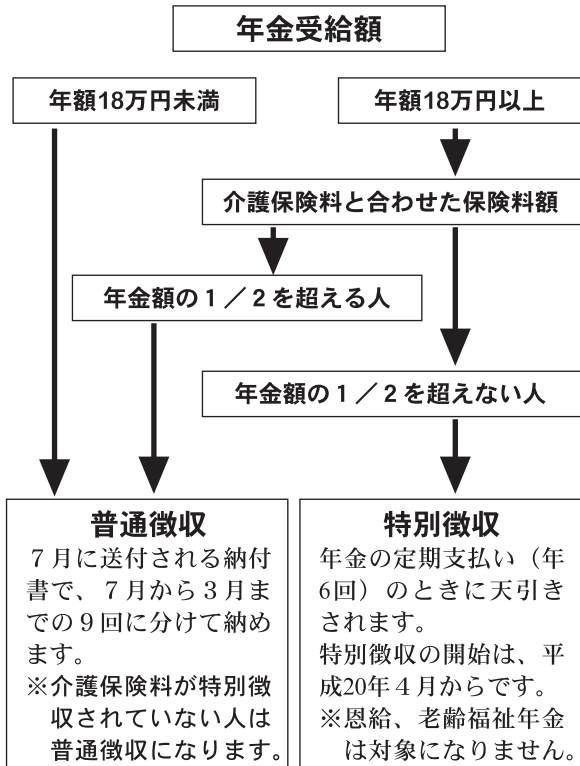 年金受給額
年額18万円未満
年額18万円以上
介護保険料と合わせた保険料額
年金額の１／２を超える人
年金額の１／２を超えない人
普通徴収
７月に送付される納付
書で、７月から３月ま
での９回に分けて納め
ます。
※介護保険料が特別徴
収されていない人は
普通徴収になります。
特別徴収
年金の定期支払い（年
6回）のときに天引き
されます。
特別徴収の開始は、平
成20年４月からです。
※恩給、老齢福祉年金
は対象になりません。